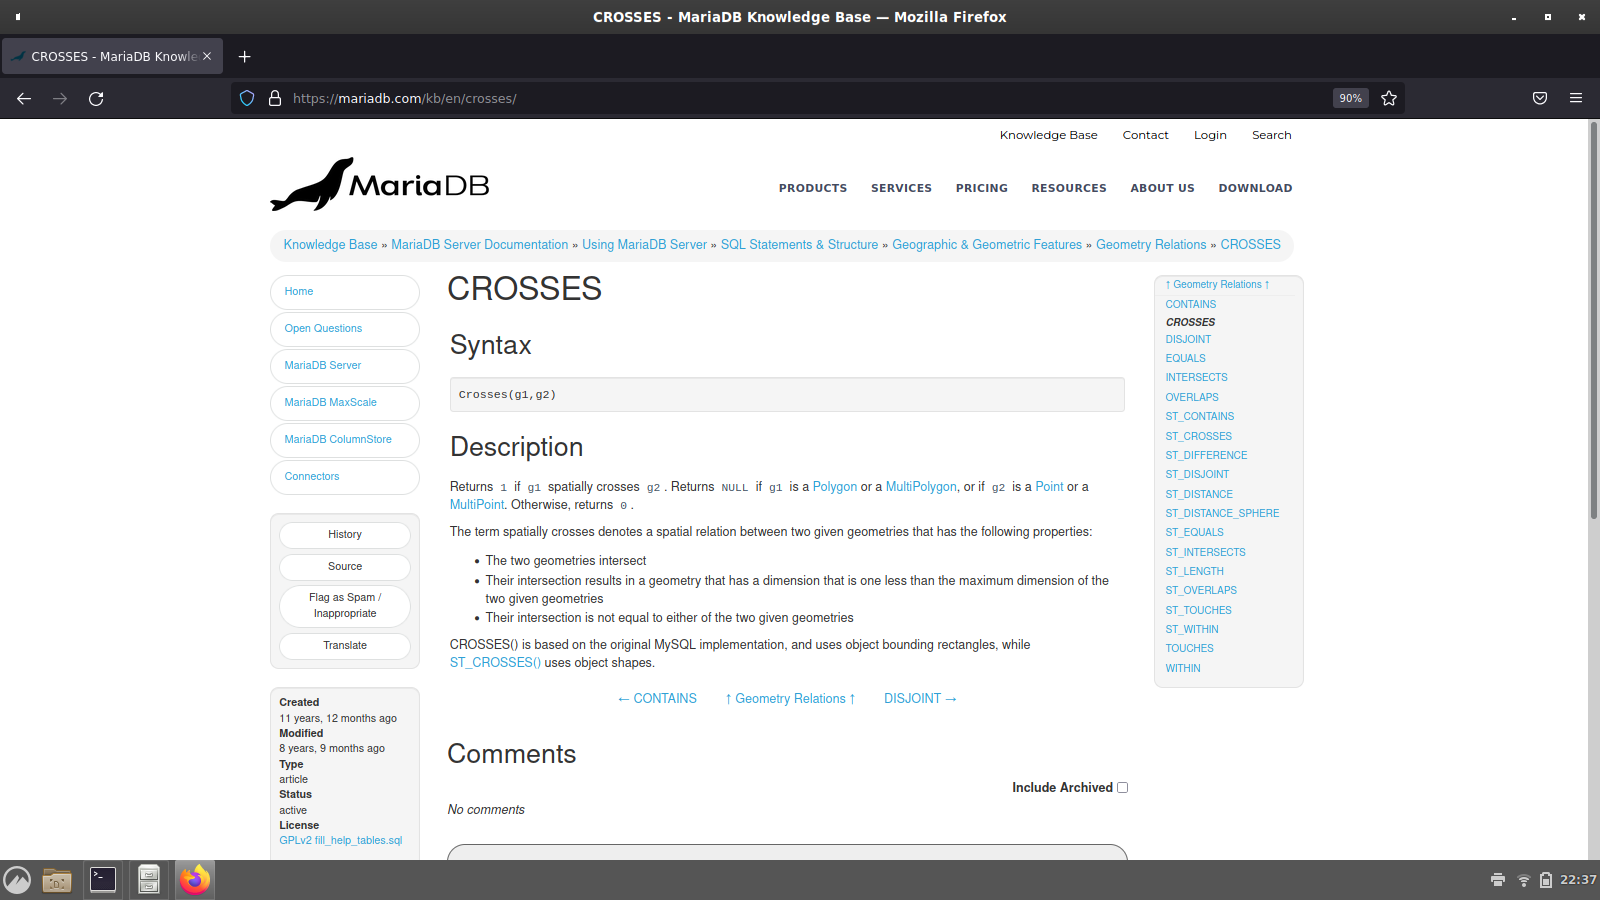 CROSSES - MariaDB Knowledge Base — Mozilla Firefox
CROSSES - MariaDB Knowle
https://mariadb.com/kb/en/crosses/
90%
Knowledge Base Contact Login Search
MariaDB
PRODUCTS SERVICES PRICING RESOURCES ABOUT US DOWNLOAD
Knowledge Base » MariaDB Server Documentation » Using MariaDB Server » SQL Statements & Structure » Geographic & Geometric Features » Geometry Relations » CROSSES
Home
Open Questions
MariaDB Server
MariaDB MaxScale
MariaDB ColumnStore
Connectors
History
Source
Flag as Spam /
Inappropriate
Translate
Created
11 years, 12 months ago
Modified
8 years, 9 months ago
Type
article
Status
active
License
GPLv2 fill_help_tables.sql
CROSSES
Syntax
Crosses(g1,g2)
Description
Returns 1 if g1 spatially crosses g2. Returns NULL if g1 is a Polygon or a MultiPolygon, or if g2 is a Point or a
MultiPoint. Otherwise, returns 0.
The term spatially crosses denotes a spatial relation between two given geometries that has the following properties:
• The two geometries intersect
• Their intersection results in a geometry that has a dimension that is one less than the maximum dimension of the
two given geometries
• Their intersection is not equal to either of the two given geometries
CROSSES() is based on the original MySQL implementation, and uses object bounding rectangles, while
ST_CROSSES() uses object shapes.
← CONTAINS ↑ Geometry Relations ↑ DISJOINT →
Comments
Include Archived
No comments
↑ Geometry Relations ↑
CONTAINS
CROSSES
DISJOINT
EQUALS
INTERSECTS
OVERLAPS
ST_CONTAINS
ST_CROSSES
ST_DIFFERENCE
ST_DISJOINT
ST_DISTANCE
ST_DISTANCE_SPHERE
ST_EQUALS
ST_INTERSECTS
ST_LENGTH
ST_OVERLAPS
ST_TOUCHES
ST_WITHIN
TOUCHES
WITHIN
22:37